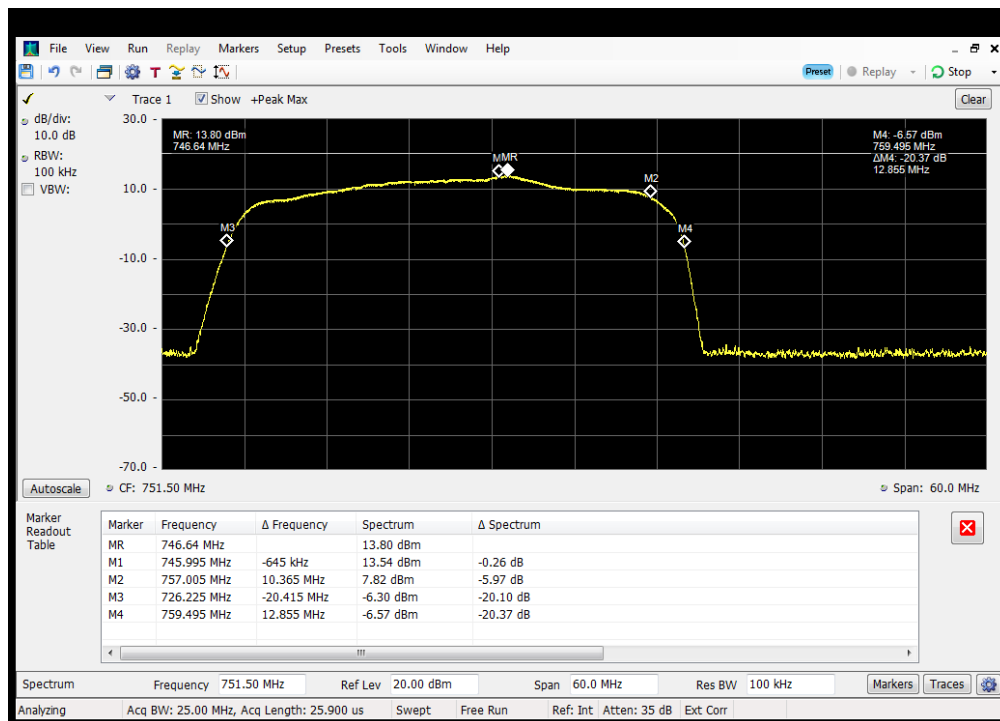 File View Run Replay Markers Setup Presets Tools Window Help
T Preset Replay Stop
Trace 1 Show +Peak Max Clear
dB/div:
10.0 dB
RBW:
100 kHz
VBW:
30.0
10.0
-10.0
-30.0
-50.0
-70.0
MR: 13.80 dBm
746.64 MHz
M4: -6.57 dBm
759.495 MHz
ΔM4: -20.37 dB
12.855 MHz
MMR
M2
M3
M4
Autoscale CF: 751.50 MHz Span: 60.0 MHz
Marker
Readout
Table
Marker Frequency Δ Frequency Spectrum Δ Spectrum
MR 746.64 MHz 13.80 dBm
M1 745.995 MHz -645 kHz 13.54 dBm -0.26 dB
M2 757.005 MHz 10.365 MHz 7.82 dBm -5.97 dB
M3 726.225 MHz -20.415 MHz -6.30 dBm -20.10 dB
M4 759.495 MHz 12.855 MHz -6.57 dBm -20.37 dB
Spectrum Frequency 751.50 MHz Ref Lev 20.00 dBm Span 60.0 MHz Res BW 100 kHz Markers Traces
Analyzing Acq BW: 25.00 MHz, Acq Length: 25.900 us Swept Free Run Ref: Int Atten: 35 dB Ext Corr